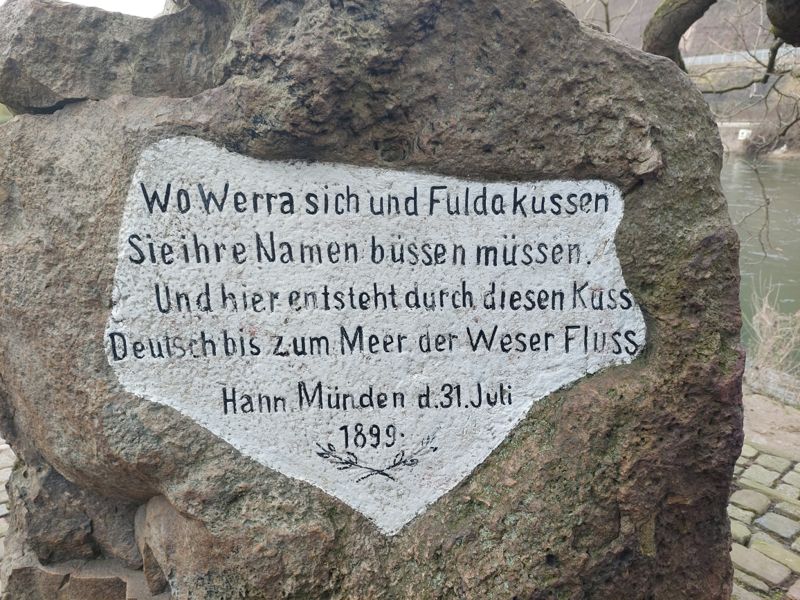 Wo Werra sich und Fulda kussen
Sie ihre Namen büssen müssen.
Und hier entsteht durch diesen Kuss
Deutsch bis zum Meer der Weser Fluss
Hann. Münden d. 31. Juli
1899.